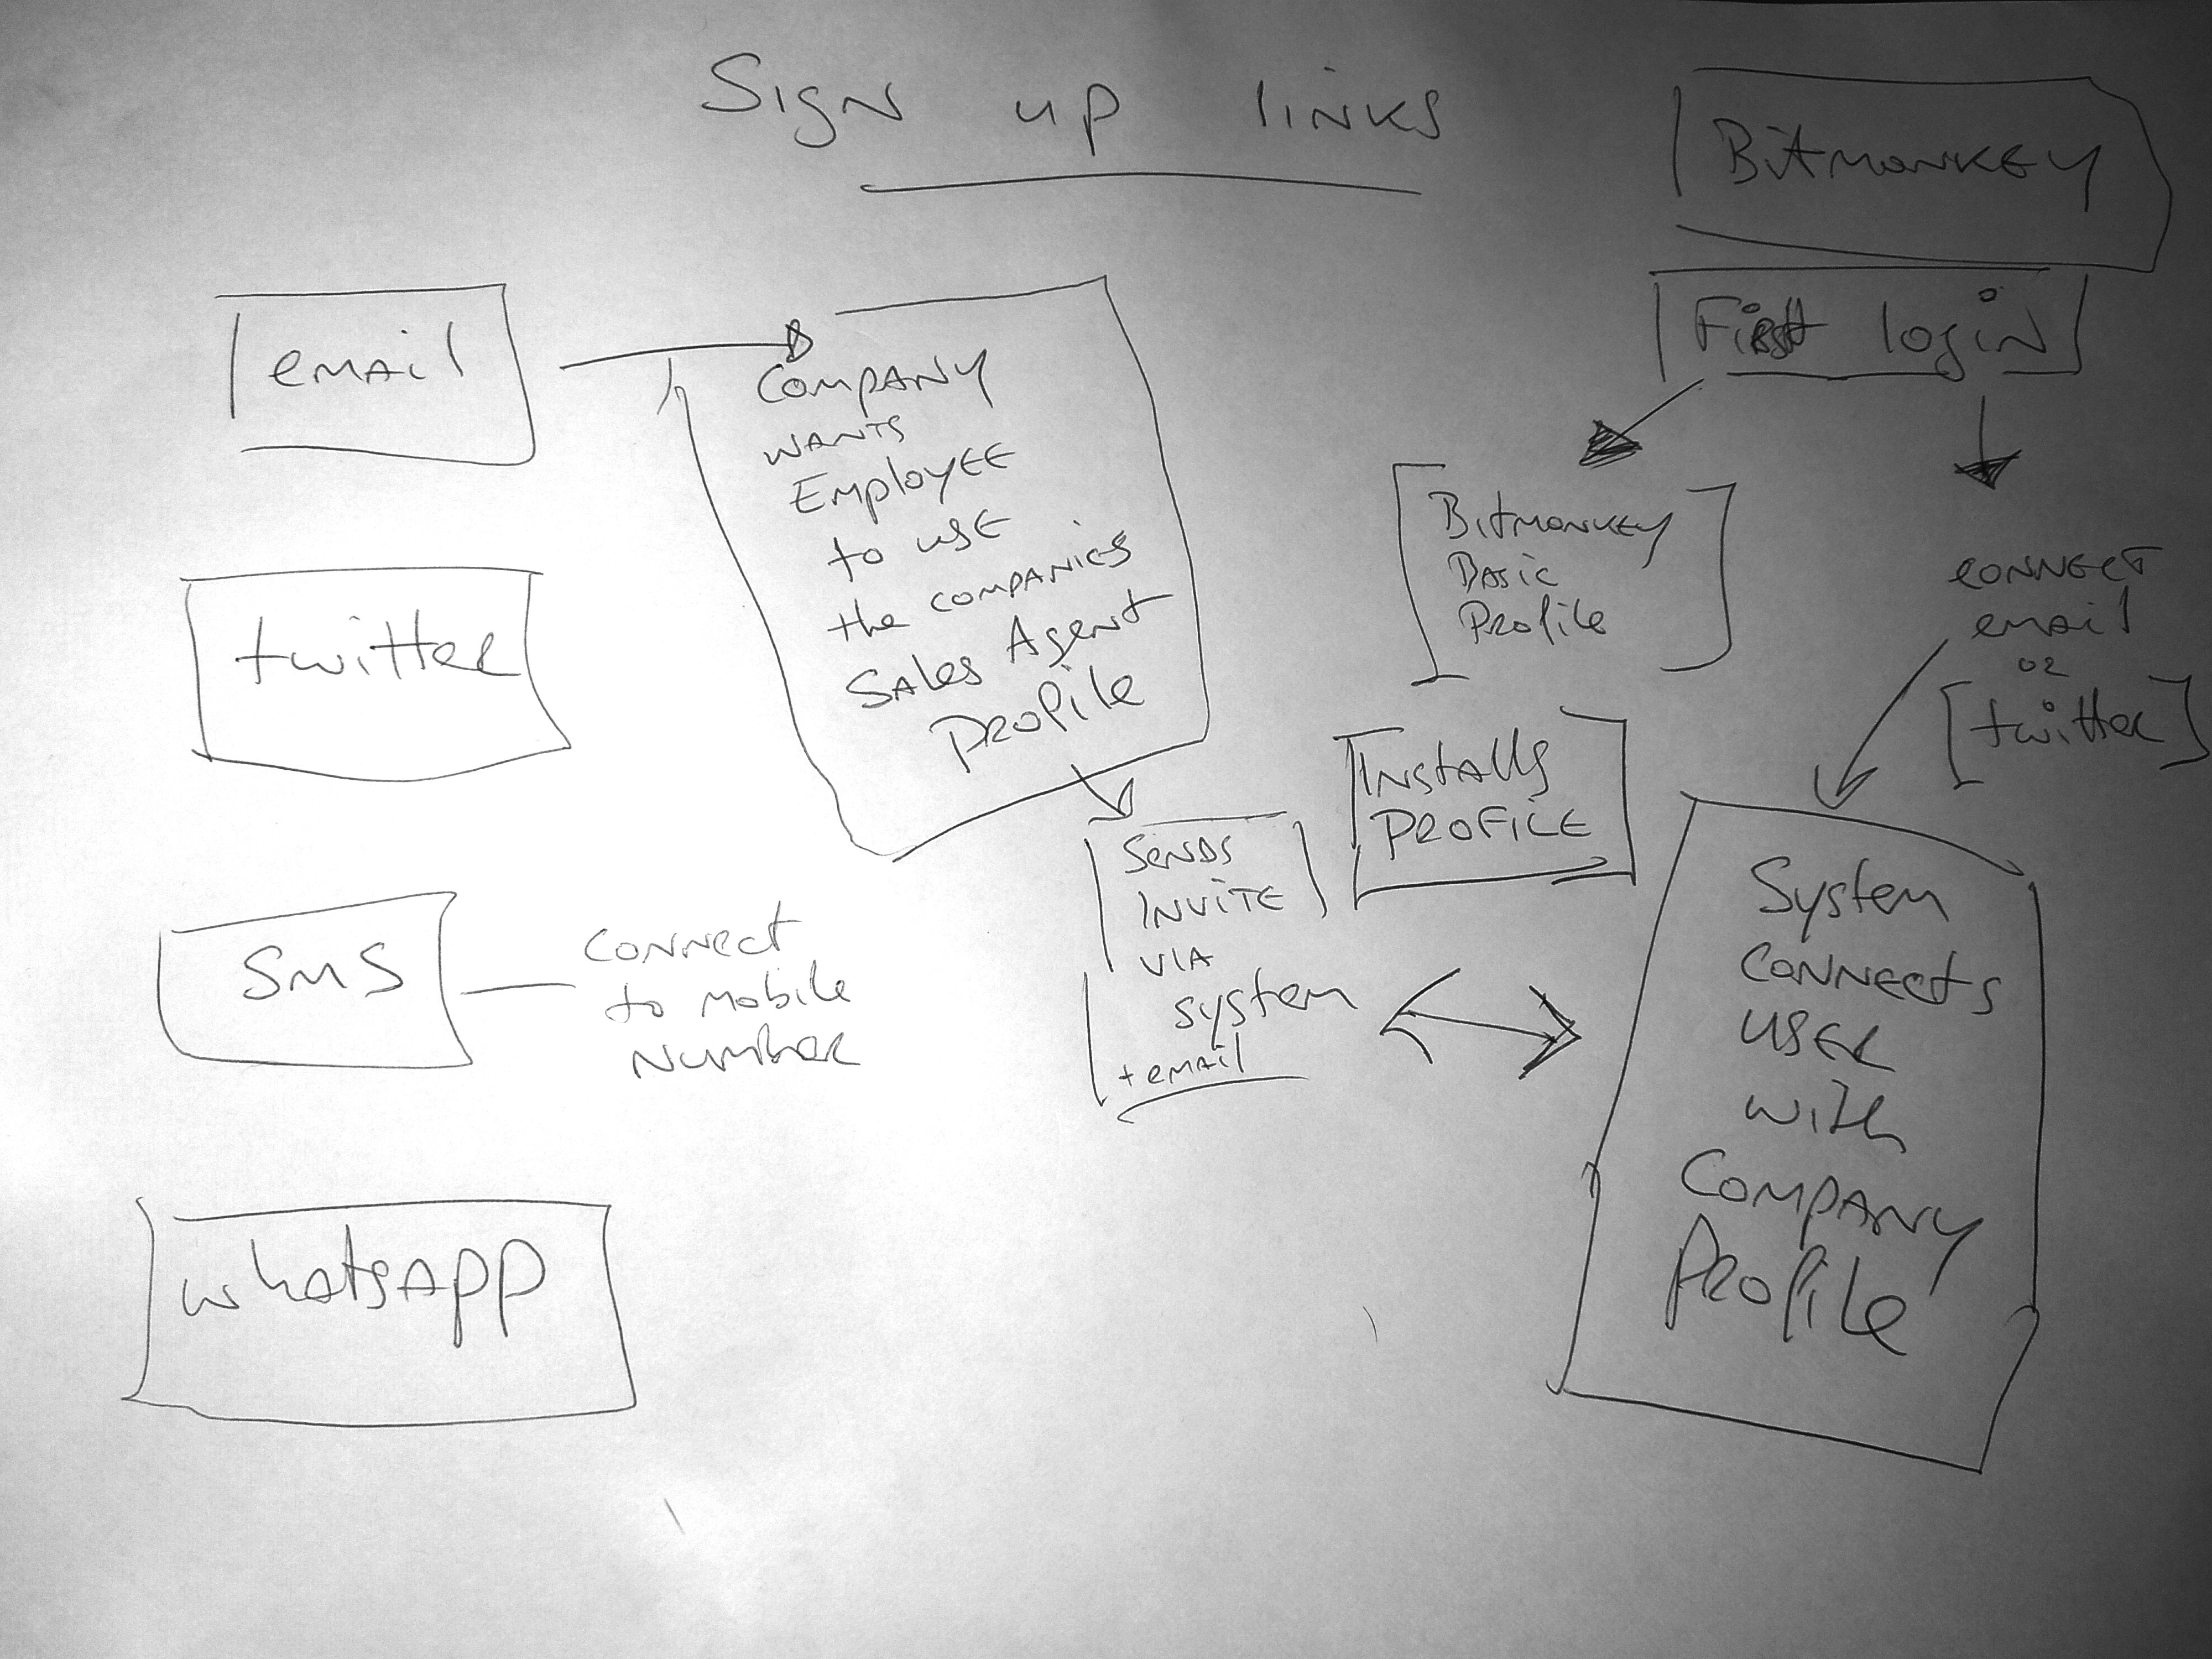 Sign up links
Bitmonkey
First login
email
Company
wants
Employee
to use
the companies
Sales Agent
Profile
twitter
SMS
Connect
to mobile
number
whatsapp
Sends
invite
via
system
+ email
Bitmonkey
Basic
Profile
Installs
Profile
connect
email
or
twitter
System
connects
user
with
Company
Profile